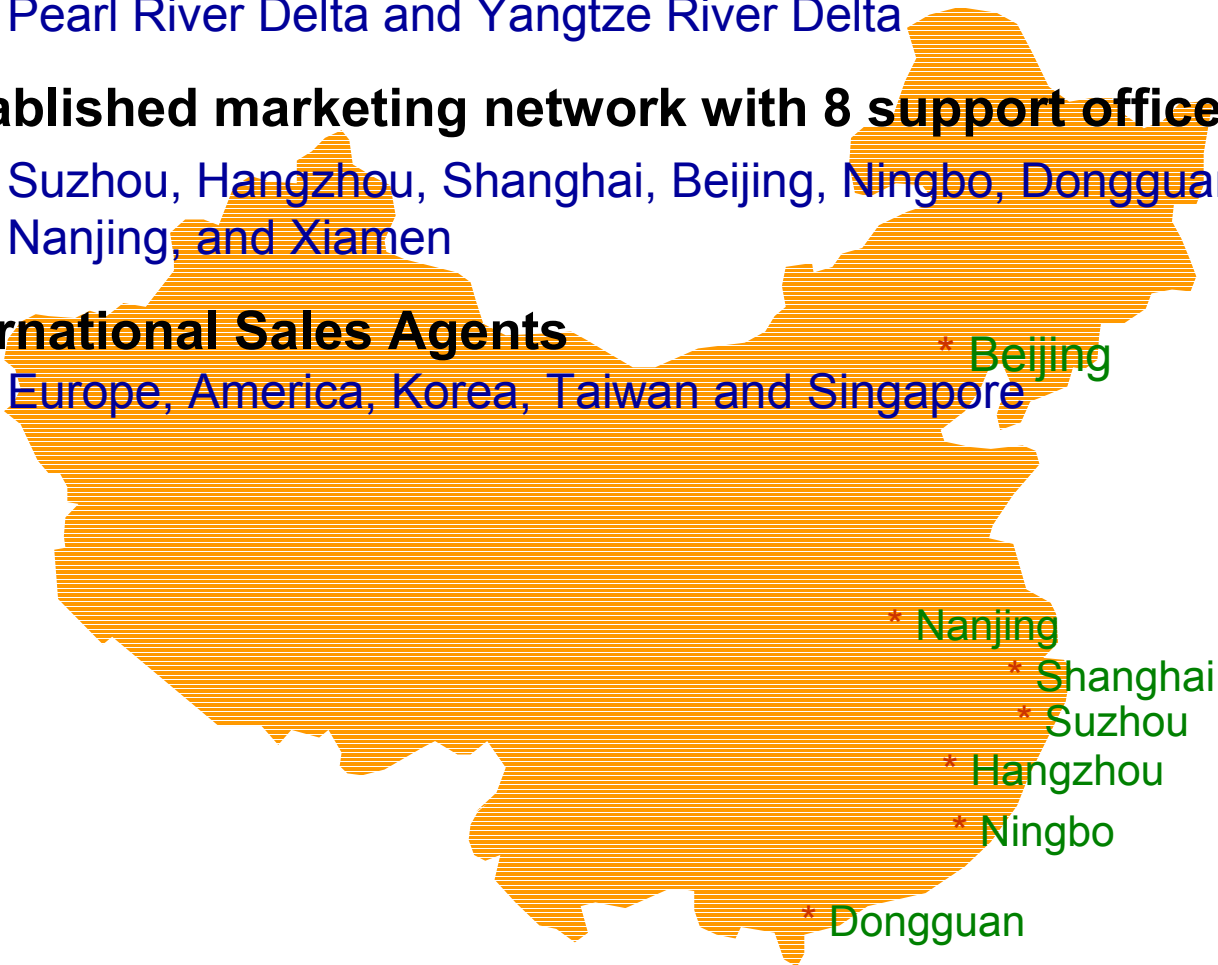 Pearl River Delta and Yangtze River Delta
ablished marketing network with 8 support office
Suzhou, Hangzhou, Shanghai, Beijing, Ningbo, Dongguan
Nanjing, and Xiamen
rnational Sales Agents
* Beijing
Europe, America, Korea, Taiwan and Singapore
* Nanjing
* Shanghai
* Suzhou
* Hangzhou
* Ningbo
* Dongguan